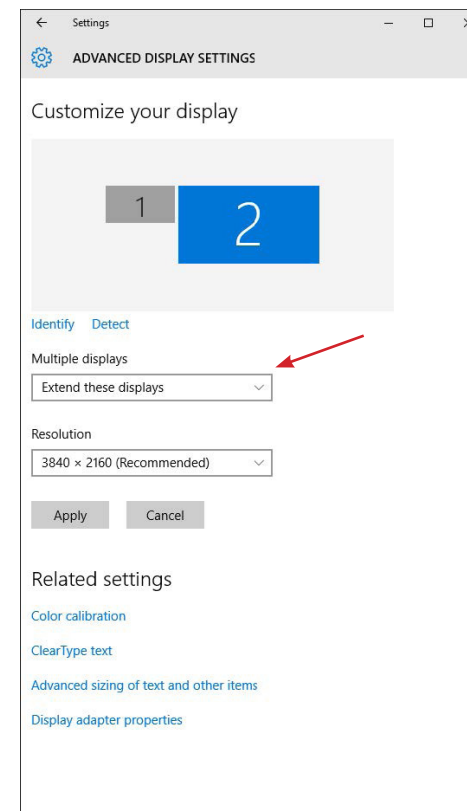 Settings
ADVANCED DISPLAY SETTINGS
Customize your display
1
2
Identify Detect
Multiple displays
Extend these displays
Resolution
3840 × 2160 (Recommended)
Apply Cancel
Related settings
Color calibration
ClearType text
Advanced sizing of text and other items
Display adapter properties